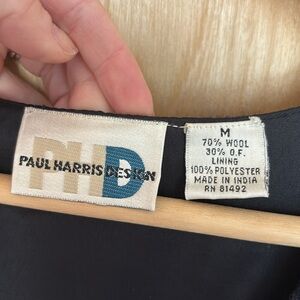 PHD
PAUL HARRIS DESIGN
M
70% WOOL
30% O.F.
LINING
100% POLYESTER
MADE IN INDIA
RN 81492